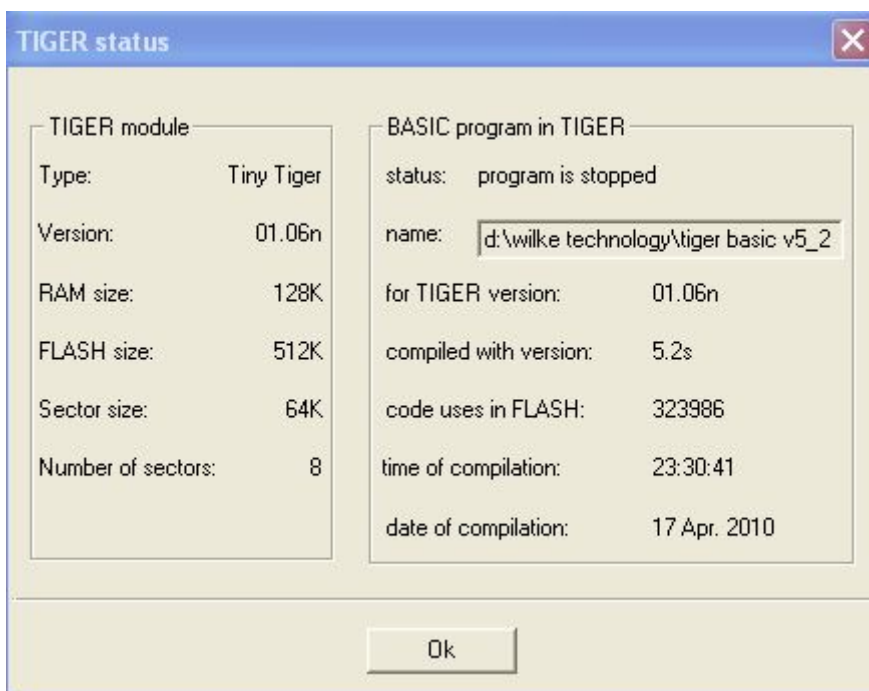 TIGER status
TIGER module
Type: Tiny Tiger
Version: 01.06n
RAM size: 128K
FLASH size: 512K
Sector size: 64K
Number of sectors: 8
BASIC program in TIGER
status: program is stopped
name: d:\wilke technology\tiger basic v5_2
for TIGER version: 01.06n
compiled with version: 5.2s
code uses in FLASH: 323986
time of compilation: 23:30:41
date of compilation: 17 Apr. 2010
Ok